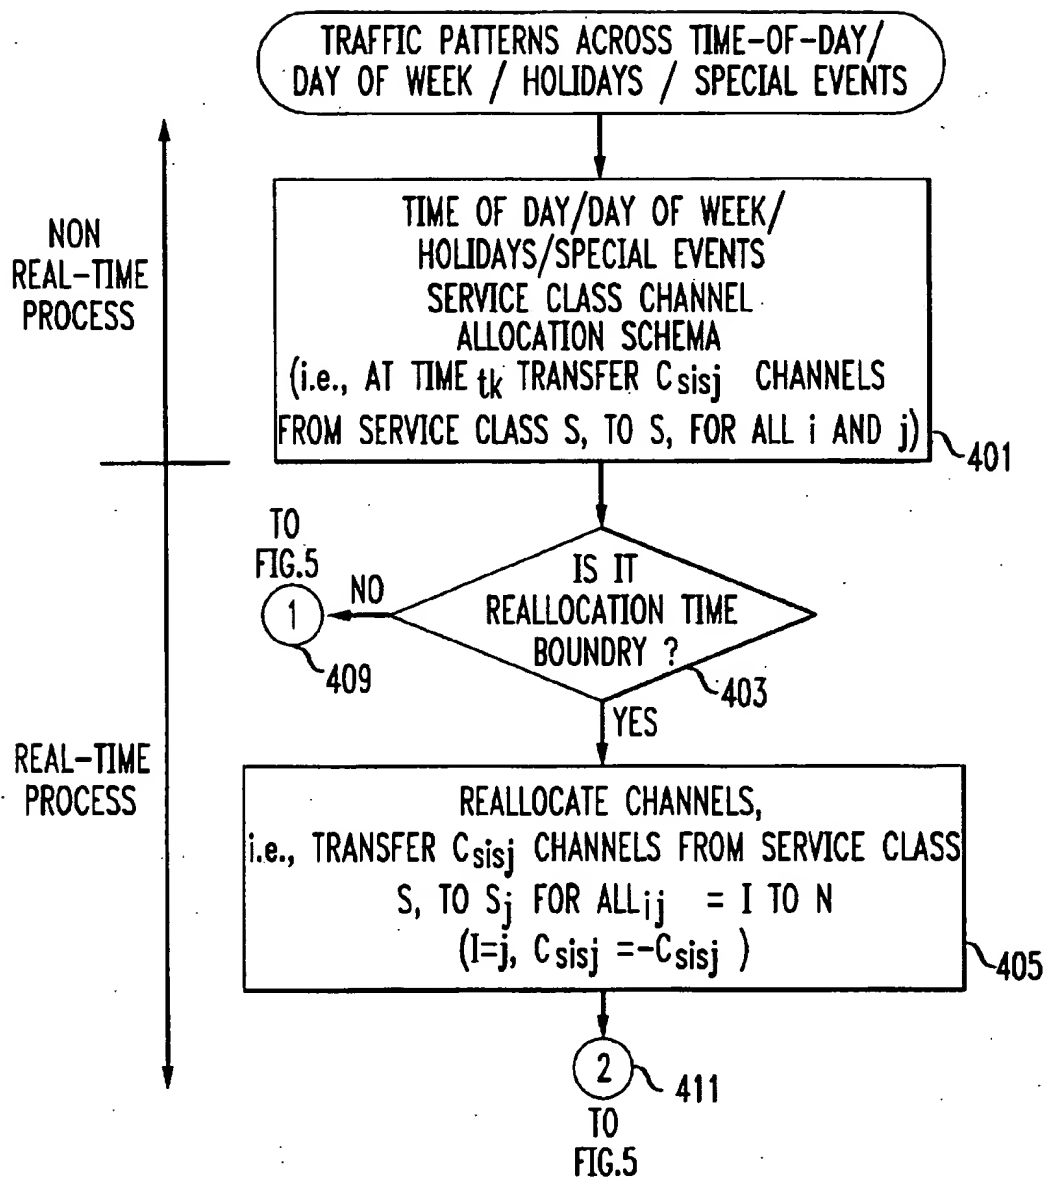 TRAFFIC PATTERNS ACROSS TIME-OF-DAY/
DAY OF WEEK / HOLIDAYS / SPECIAL EVENTS
NON
REAL-TIME
PROCESS
TIME OF DAY/DAY OF WEEK/
HOLIDAYS/SPECIAL EVENTS
SERVICE CLASS CHANNEL
ALLOCATION SCHEMA
(i.e., AT TIME tk TRANSFER Csisj CHANNELS
FROM SERVICE CLASS S, TO S, FOR ALL i AND j)
401
TO
FIG.5
1
409
NO
IS IT
REALLOCATION TIME
BOUNDRY ?
403
YES
REAL-TIME
PROCESS
REALLOCATE CHANNELS,
i.e., TRANSFER Csisj CHANNELS FROM SERVICE CLASS
S, TO Sj FOR ALL ij = I TO N
(I=j, Csisj =-Csisj )
405
2
411
TO
FIG.5